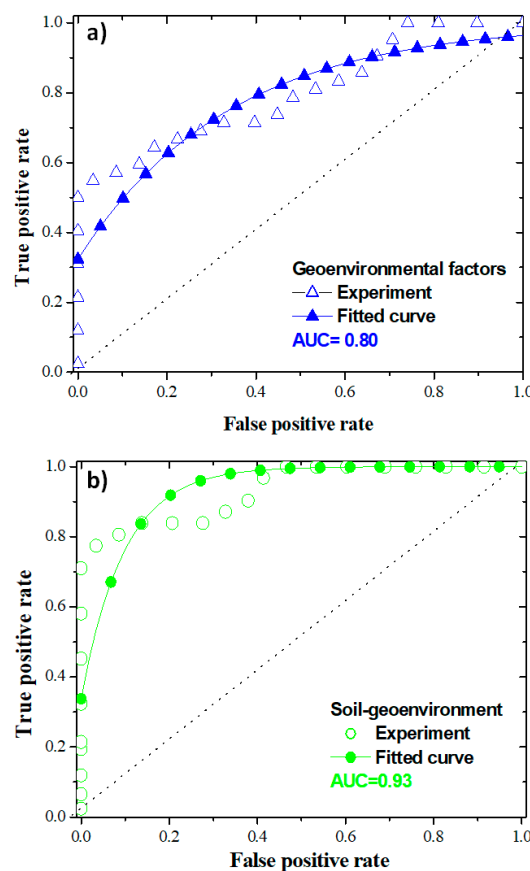 a)
True positive rate
1.0
0.8
0.6
0.4
0.2
0.0
Geoenvironmental factors
Experiment
Fitted curve
AUC= 0.80
0.0 0.2 0.4 0.6 0.8 1.0
False positive rate
b)
True positive rate
1.0
0.8
0.6
0.4
0.2
0.0
Soil-geoenvironment
Experiment
Fitted curve
AUC=0.93
0.0 0.2 0.4 0.6 0.8 1.0
False positive rate